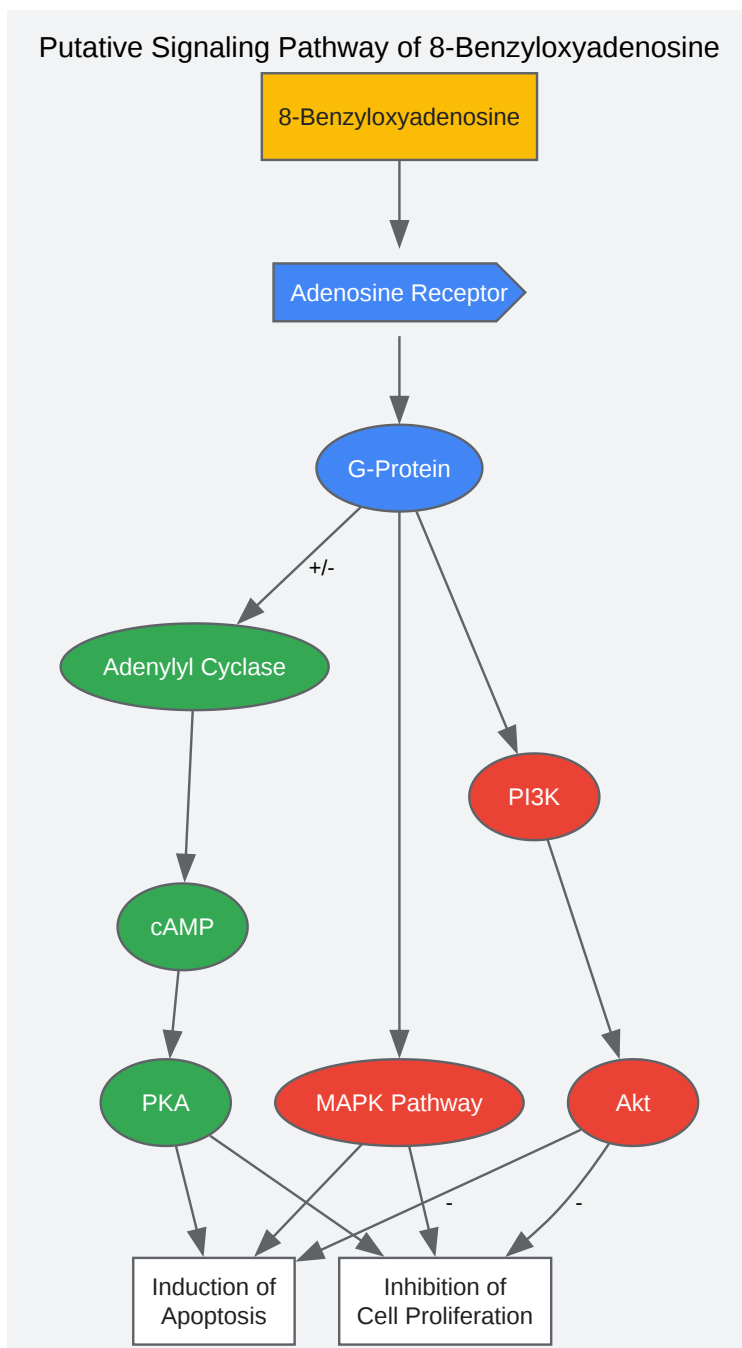 Putative Signaling Pathway of 8-Benzyloxyadenosine
8-Benzyloxyadenosine
Adenosine Receptor
G-Protein
+/-
Adenylyl Cyclase
PI3K
cAMP
PKA
MAPK Pathway
Akt
-
-
Induction of
Apoptosis
Inhibition of
Cell Proliferation